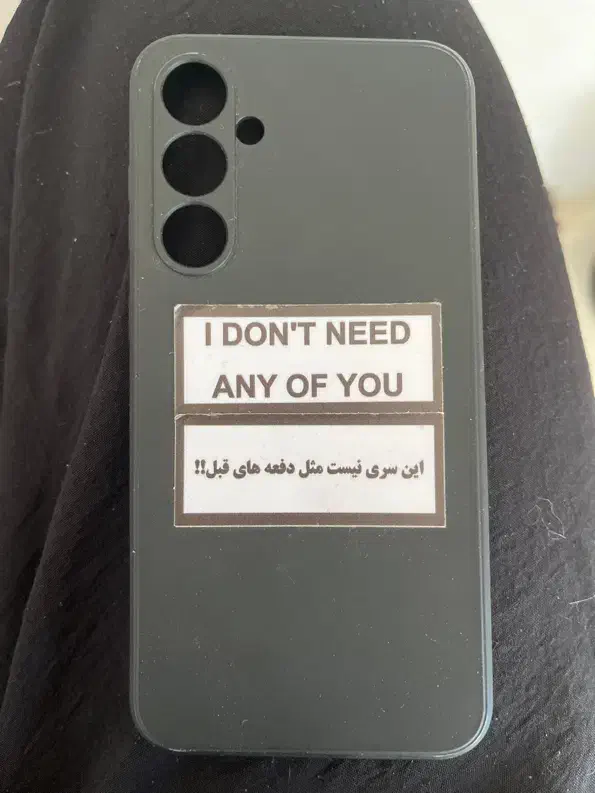 I DON'T NEED
ANY OF YOU
این سری نیست مثل دفعه های قبل!!